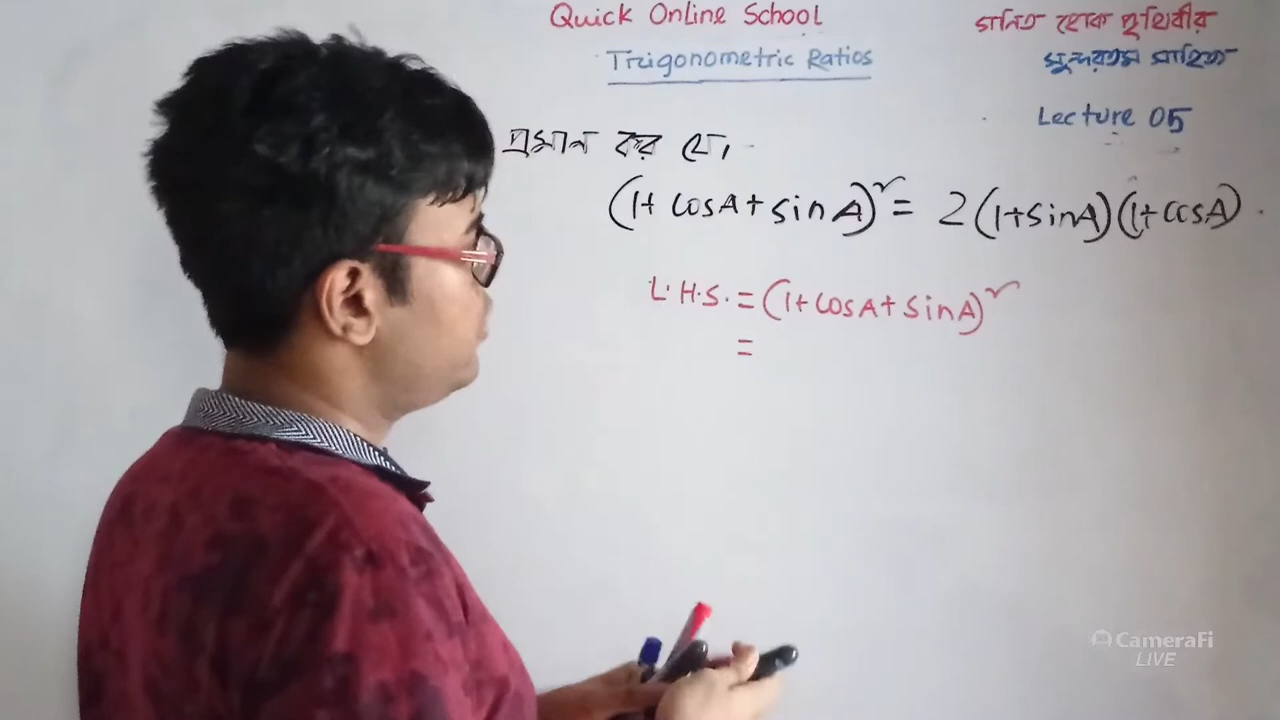 Quick Online School
Trigonometric Ratios
গনিত হোক পৃথিবীর
সুন্দরতম সাহিত্য
Lecture 05
প্রমান কর যে,
(1+ cosA+sinA)² = 2(1+sinA)(1+cosA).
L.H.S. = (1+cosA+sinA)²
=
CameraFi
LIVE